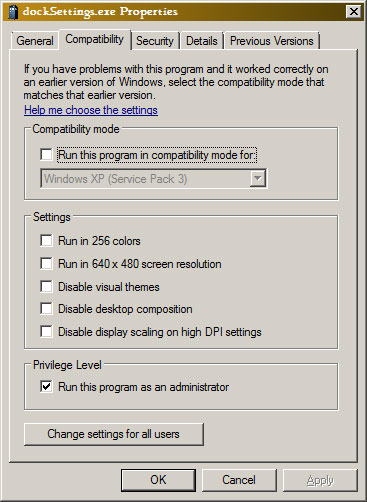 dockSettings.exe Properties
General Compatibility Security Details Previous Versions
If you have problems with this program and it worked correctly on
an earlier version of Windows, select the compatibility mode that
matches that earlier version.
Help me choose the settings
Compatibility mode
Run this program in compatibility mode for:
Windows XP (Service Pack 3)
Settings
Run in 256 colors
Run in 640 x 480 screen resolution
Disable visual themes
Disable desktop composition
Disable display scaling on high DPI settings
Privilege Level
Run this program as an administrator
Change settings for all users
OK Cancel Apply